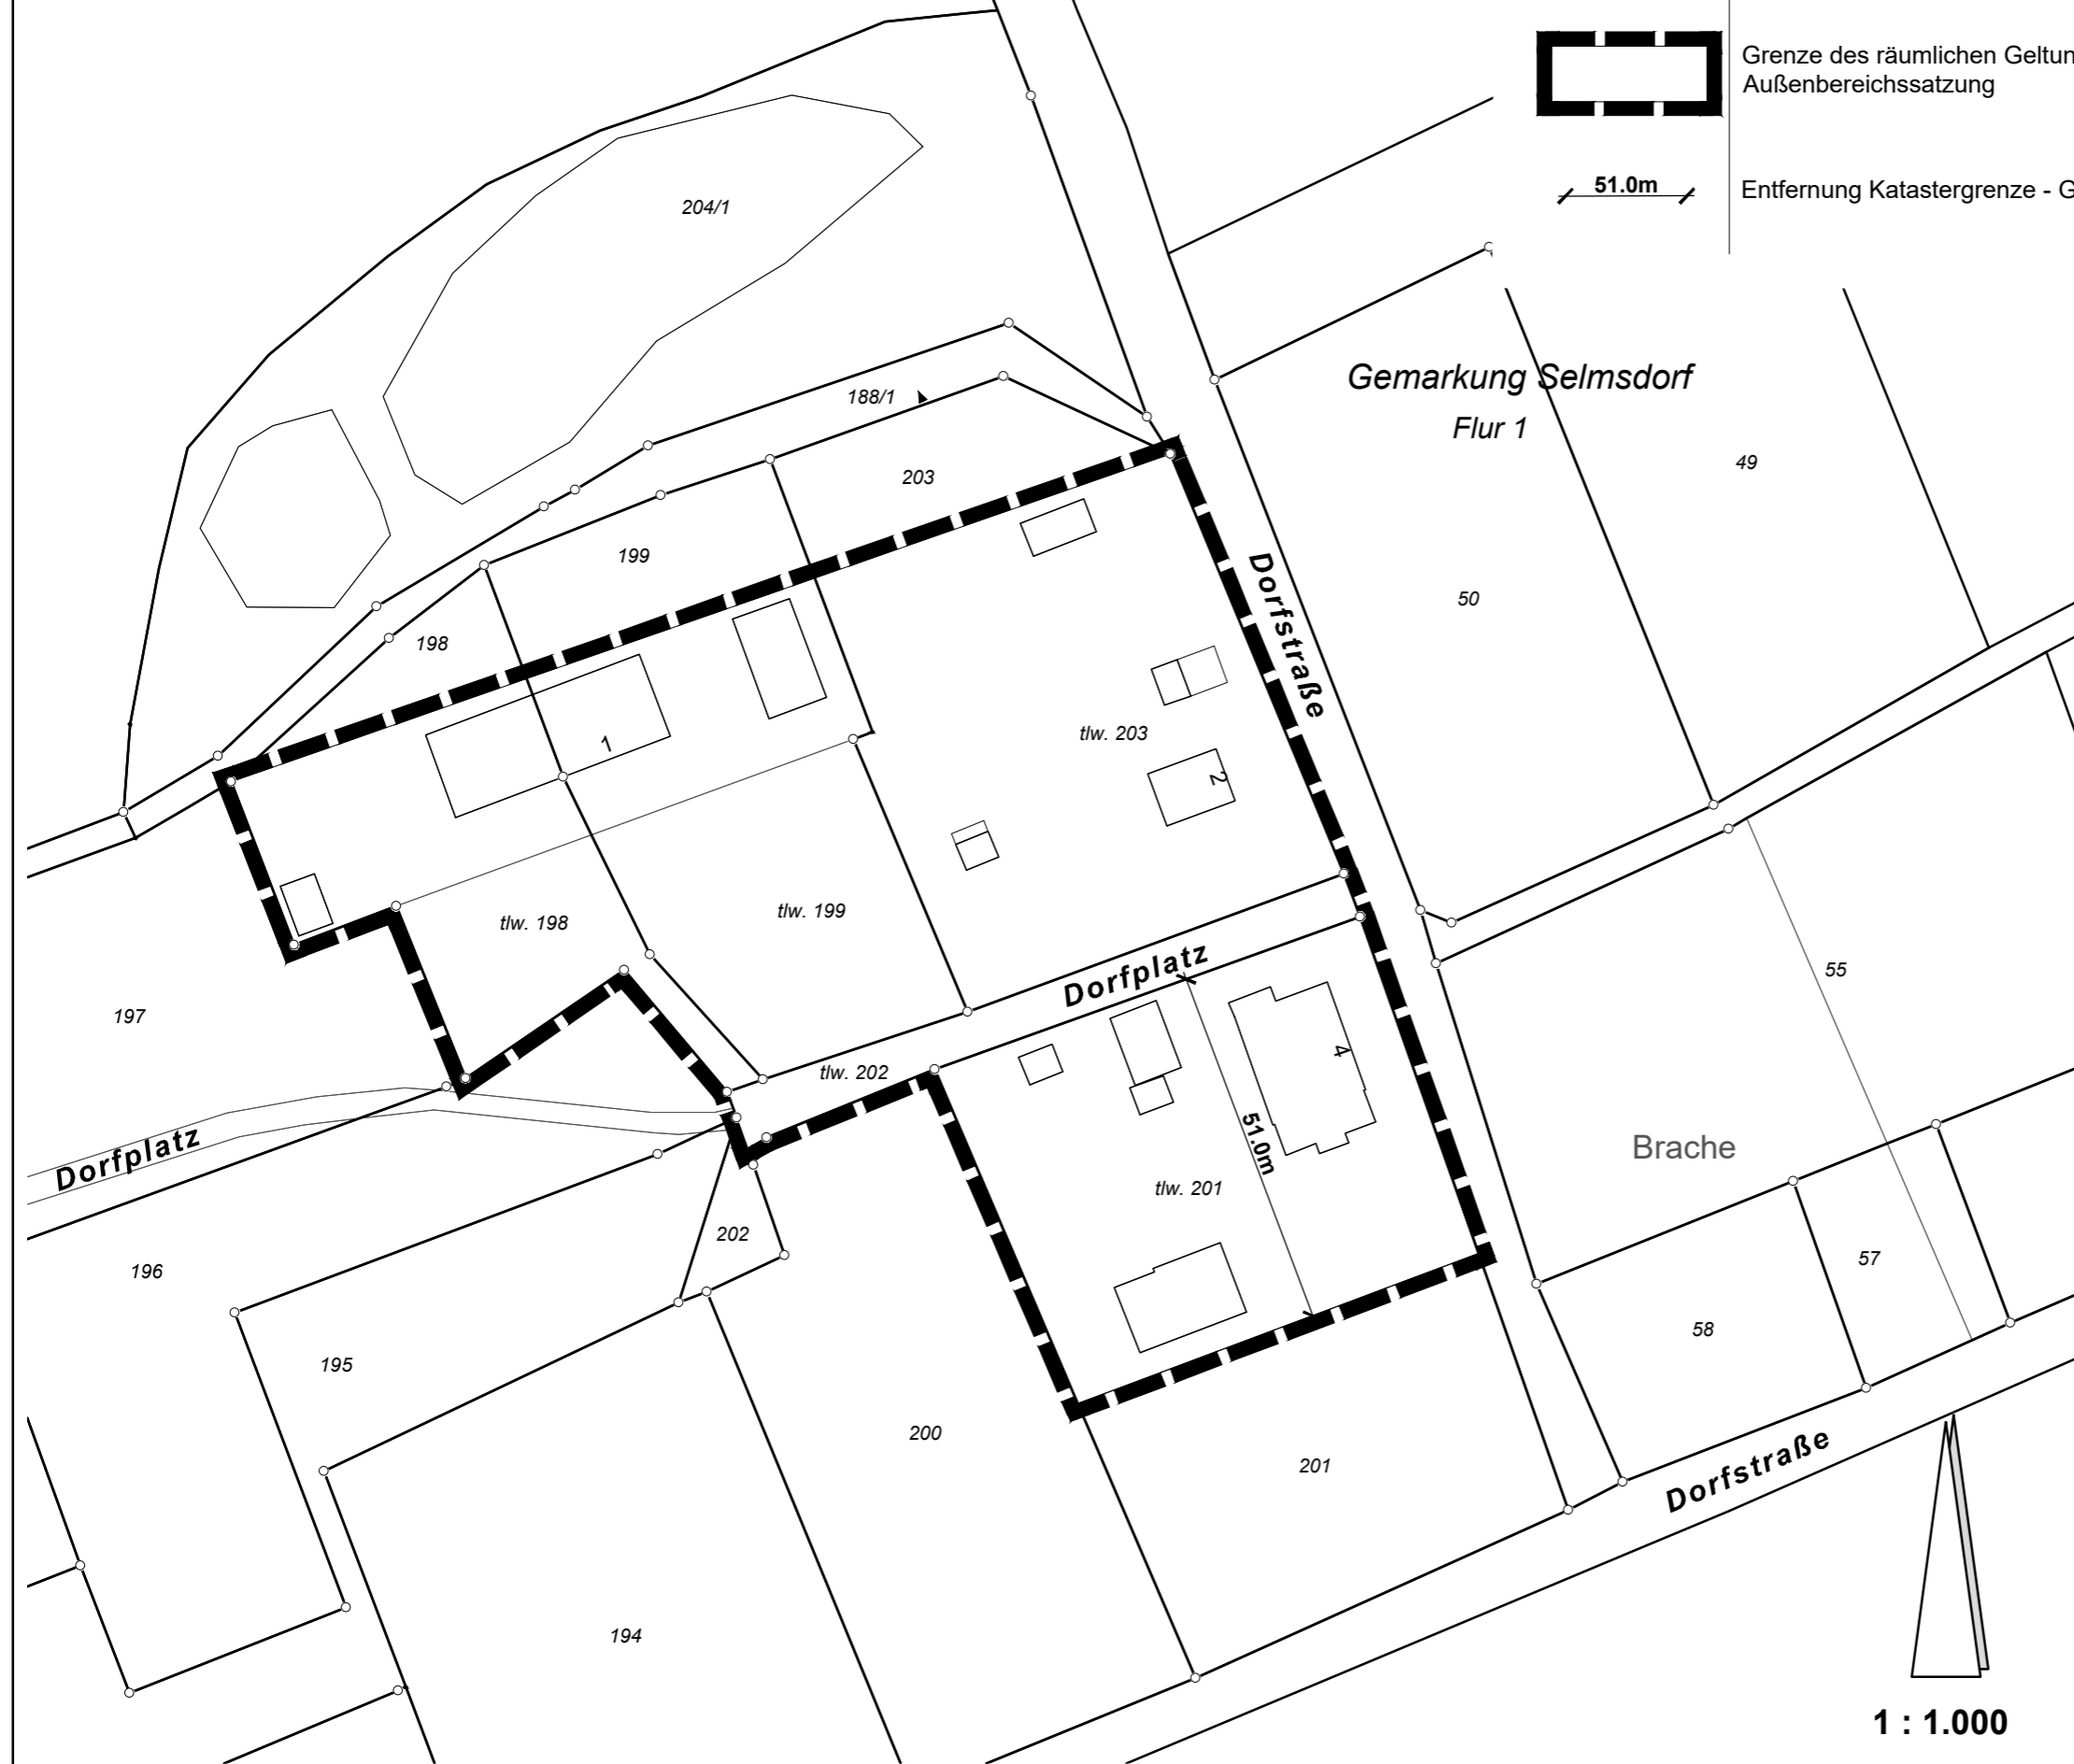 Grenze des räumlichen Geltun
Außenbereichssatzung
51.0m
Entfernung Katastergrenze - G
204/1
188/1
Gemarkung Selmsdorf
Flur 1
203
49
199
50
198
Dorfstraße
tlw. 203
1
2
tlw. 199
tlw. 198
Dorfplatz
55
197
4
tlw. 202
51.0m
Dorfplatz
Brache
tlw. 201
202
57
196
58
195
200
201
Dorfstraße
194
1 : 1.000